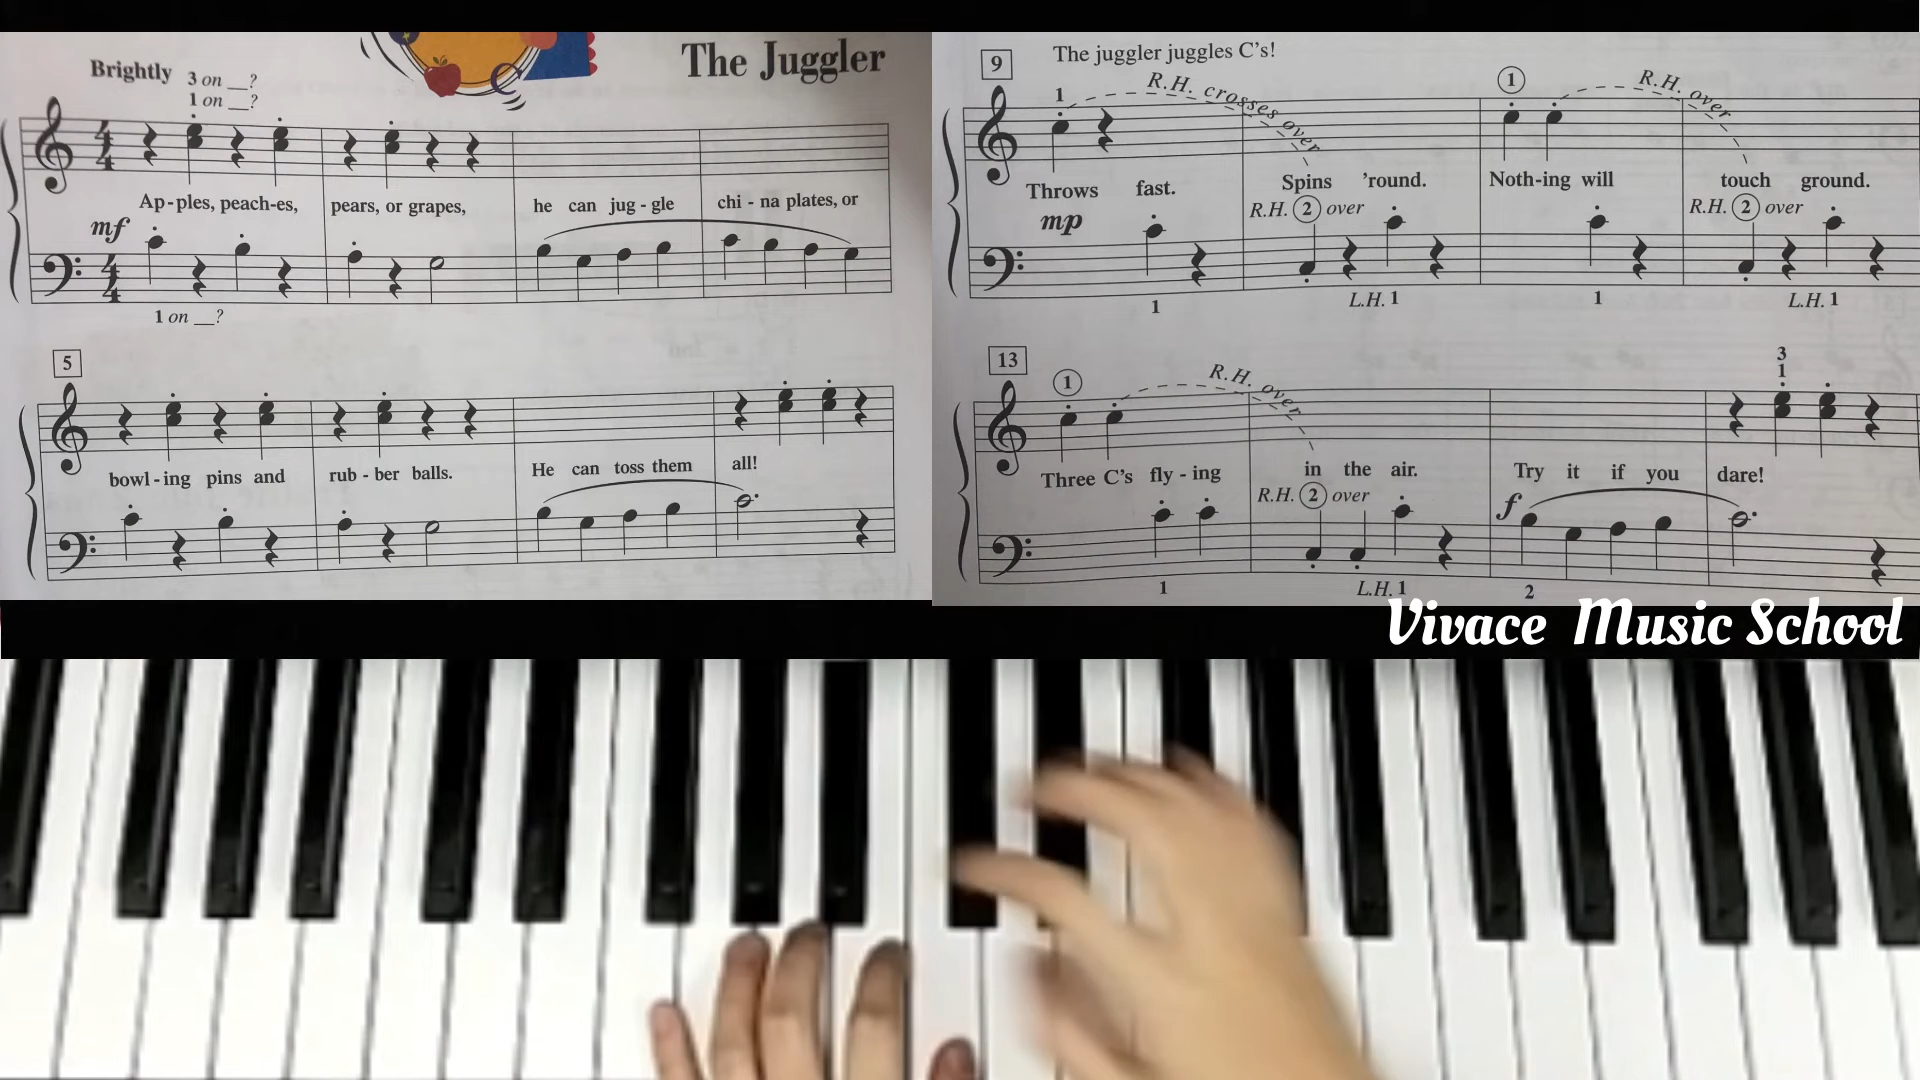 The Juggler
Brightly
3 on __?
1 on __?
C
4 4
Ap - ples, peach-es, pears, or grapes, he can jug - gle chi - na plates, or
mf
4 4
1 on __?
5
bowl - ing pins and rub - ber balls. He can toss them all!
The juggler juggles C's!
9
1 R.H. crosses over 1 R.H. over
Throws fast. Spins 'round. Noth-ing will touch ground.
mp R.H. 2 over R.H. 2 over
1 L.H. 1 1 L.H. 1
13
3
1 R.H. over 1
Three C's fly - ing in the air. Try it if you dare!
R.H. 2 over f
1 L.H. 1 2
Vivace Music School